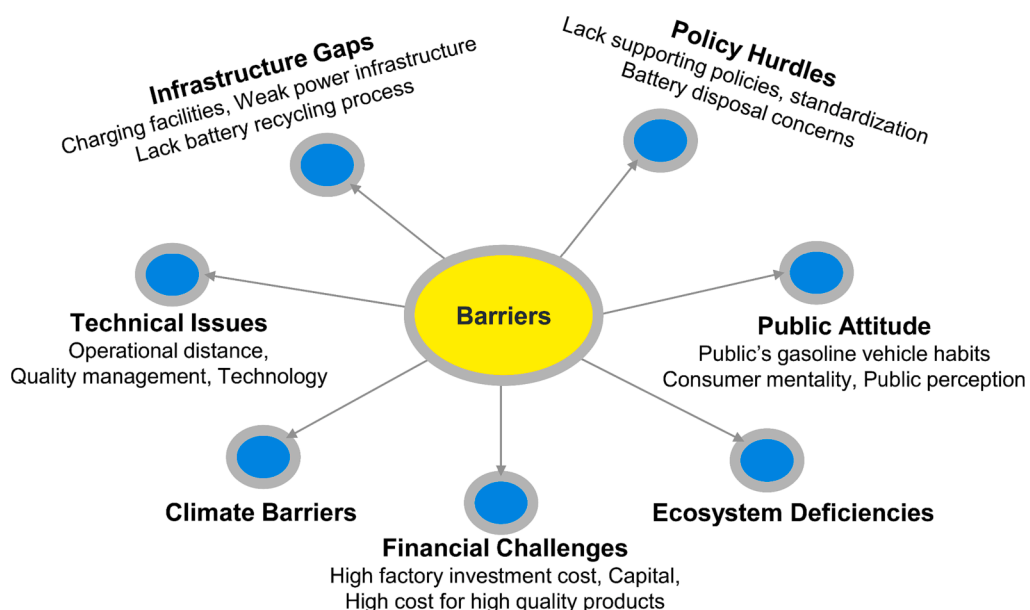 Infrastructure Gaps
Charging facilities, Weak power infrastructure
Lack battery recycling process
Policy Hurdles
Lack supporting policies, standardization
Battery disposal concerns
Barriers
Technical Issues
Operational distance,
Quality management, Technology
Public Attitude
Public's gasoline vehicle habits
Consumer mentality, Public perception
Climate Barriers
Financial Challenges
High factory investment cost, Capital,
High cost for high quality products
Ecosystem Deficiencies